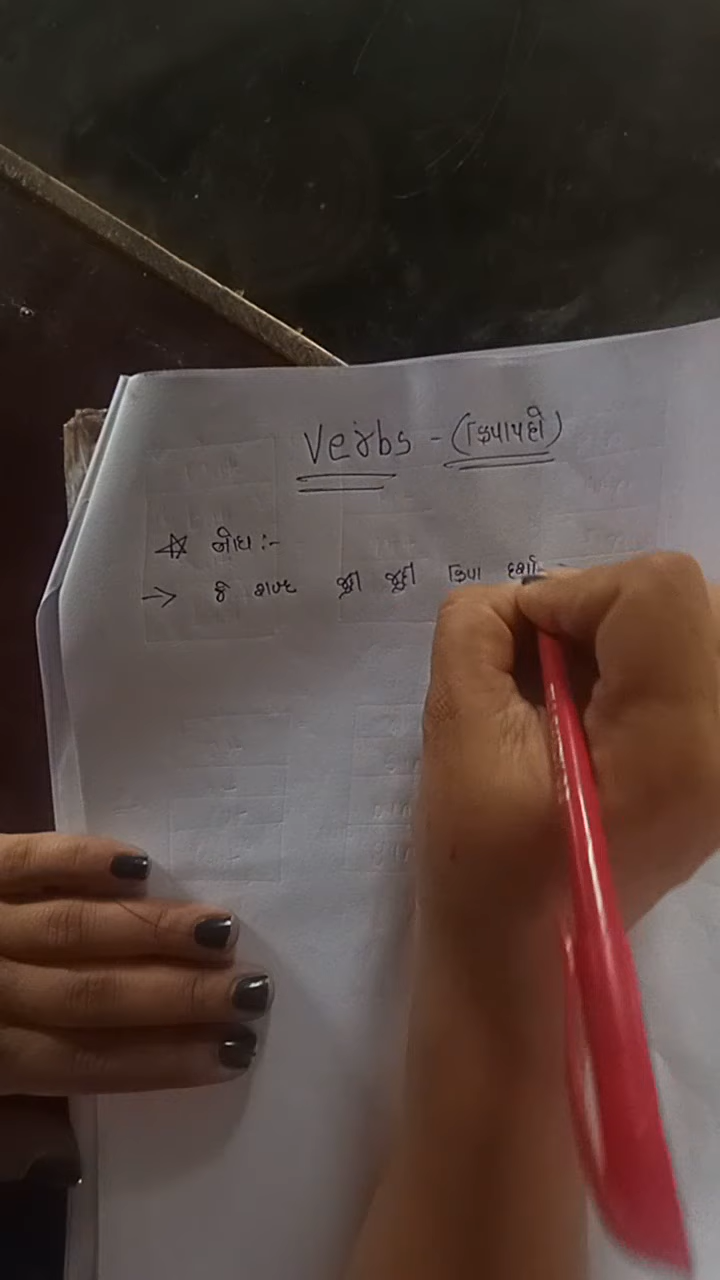 Verbs - (ક્રિયાપદો)
☆ નોંધ :-
→ જે શબ્દ જુદી જુદી ક્રિયા દર્શા